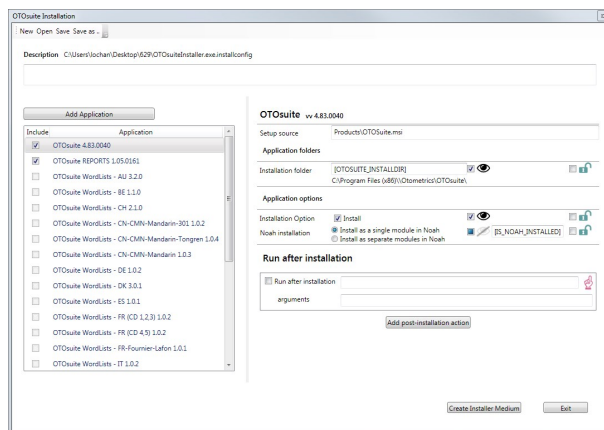 OTOsuite Installation
New Open Save Save as
Description C:\Users\lochan\Desktop\629\OTOsuiteInstaller.exe.installconfig
Add Application
Include Application
OTOsuite 4.83.0040
OTOsuite REPORTS 1.05.0161
OTOsuite WordLists - AU 3.2.0
OTOsuite WordLists - BE 1.1.0
OTOsuite WordLists - CH 2.1.0
OTOsuite WordLists - CN-CMN-Mandarin-301 1.0.2
OTOsuite WordLists - CN-CMN-Mandarin-Tongren 1.0.4
OTOsuite WordLists - CN-CMN-Mandarin 1.0.3
OTOsuite WordLists - DE 1.0.2
OTOsuite WordLists - DK 3.0.1
OTOsuite WordLists - ES 1.0.1
OTOsuite WordLists - FR (CD 1,2,3) 1.0.2
OTOsuite WordLists - FR (CD 4,5) 1.0.2
OTOsuite WordLists - FR-Fournier-Lafon 1.0.1
OTOsuite WordLists - IT 1.0.2
OTOsuite vv 4.83.0040
Setup source Products\OTOSuite.msi
Application folders
Installation folder [OTOSUITE_INSTALLDIR]
C:\Program Files (x86)\\Otometrics\OTOsuite\
Application options
Installation Option Install
Noah installation Install as a single module in Noah [IS_NOAH_INSTALLED]
Install as separate modules in Noah
Run after installation
Run after installation
arguments
Add post-installation action
Create Installer Medium Exit